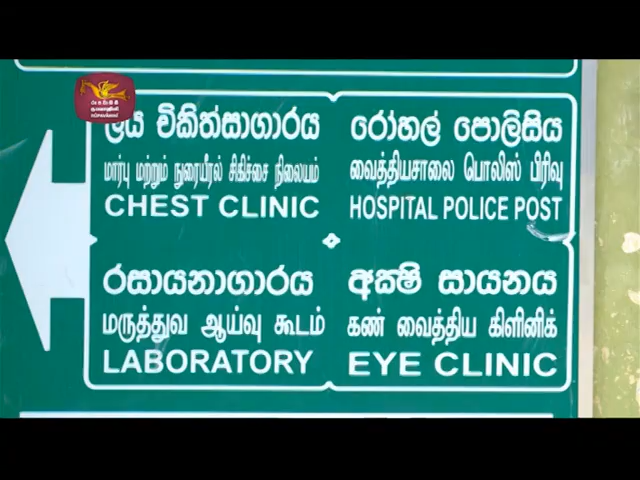 ළය චිකිත්සාගාරය
மார்பு மற்றும் நுரையீரல் சிகிச்சை நிலையம்
CHEST CLINIC
රෝහල් පොලිසිය
வைத்தியசாலை பொலிஸ் பிரிவு
HOSPITAL POLICE POST
රසායනාගාරය
மருத்துவ ஆய்வு கூடம்
LABORATORY
අක්ෂි සායනය
கண் வைத்திய கிளினிக்
EYE CLINIC